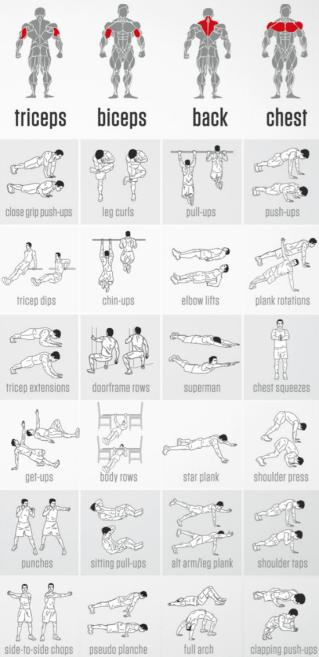 triceps biceps back chest
close grip push-ups leg curls pull-ups push-ups
tricep dips chin-ups elbow lifts plank rotations
tricep extensions doorframe rows superman chest squeezes
get-ups body rows star plank shoulder press
punches sitting pull-ups alt arm/leg plank shoulder taps
side-to-side chops pseudo planche full arch clapping push-ups